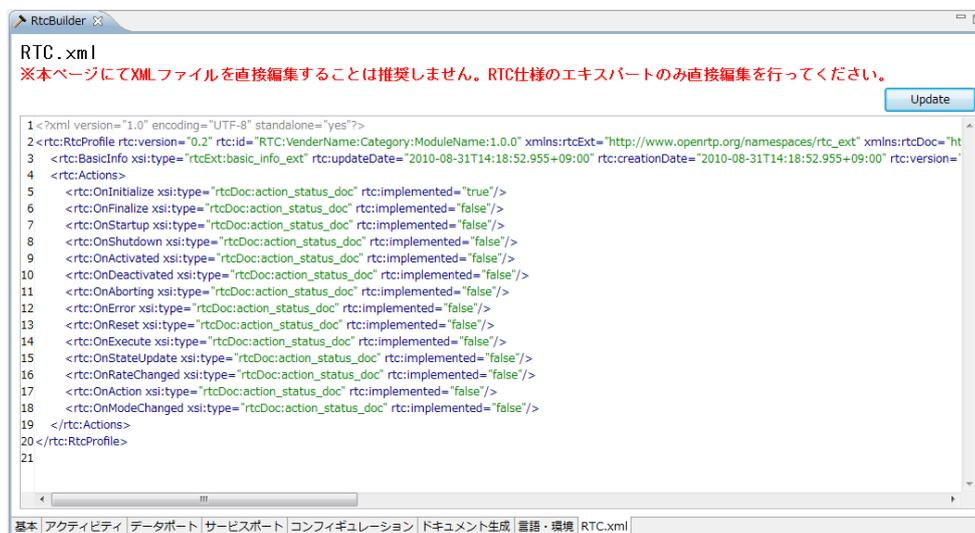 RtcBuilder
RTC.xml
※本ページにてXMLファイルを直接編集することは推奨しません。RTC仕様のエキスパートのみ直接編集を行ってください。
Update
1 <?xml version="1.0" encoding="UTF-8" standalone="yes"?>
2 <rtc:RtcProfile rtc:version="0.2" rtc:id="RTC:VenderName:Category:ModuleName:1.0.0" xmlns:rtcExt="http://www.openrtp.org/namespaces/rtc_ext" xmlns:rtcDoc="ht
3 <rtc:BasicInfo xsi:type="rtcExt:basic_info_ext" rtc:updateDate="2010-08-31T14:18:52.955+09:00" rtc:creationDate="2010-08-31T14:18:52.955+09:00" rtc:version="
4 <rtc:Actions>
5 <rtc:OnInitialize xsi:type="rtcDoc:action_status_doc" rtc:implemented="true"/>
6 <rtc:OnFinalize xsi:type="rtcDoc:action_status_doc" rtc:implemented="false"/>
7 <rtc:OnStartup xsi:type="rtcDoc:action_status_doc" rtc:implemented="false"/>
8 <rtc:OnShutdown xsi:type="rtcDoc:action_status_doc" rtc:implemented="false"/>
9 <rtc:OnActivated xsi:type="rtcDoc:action_status_doc" rtc:implemented="false"/>
10 <rtc:OnDeactivated xsi:type="rtcDoc:action_status_doc" rtc:implemented="false"/>
11 <rtc:OnAborting xsi:type="rtcDoc:action_status_doc" rtc:implemented="false"/>
12 <rtc:OnError xsi:type="rtcDoc:action_status_doc" rtc:implemented="false"/>
13 <rtc:OnReset xsi:type="rtcDoc:action_status_doc" rtc:implemented="false"/>
14 <rtc:OnExecute xsi:type="rtcDoc:action_status_doc" rtc:implemented="false"/>
15 <rtc:OnStateUpdate xsi:type="rtcDoc:action_status_doc" rtc:implemented="false"/>
16 <rtc:OnRateChanged xsi:type="rtcDoc:action_status_doc" rtc:implemented="false"/>
17 <rtc:OnAction xsi:type="rtcDoc:action_status_doc" rtc:implemented="false"/>
18 <rtc:OnModeChanged xsi:type="rtcDoc:action_status_doc" rtc:implemented="false"/>
19 </rtc:Actions>
20 </rtc:RtcProfile>
21
基本 アクティビティ データポート サービスポート コンフィギュレーション ドキュメント生成 言語・環境 RTC.xml